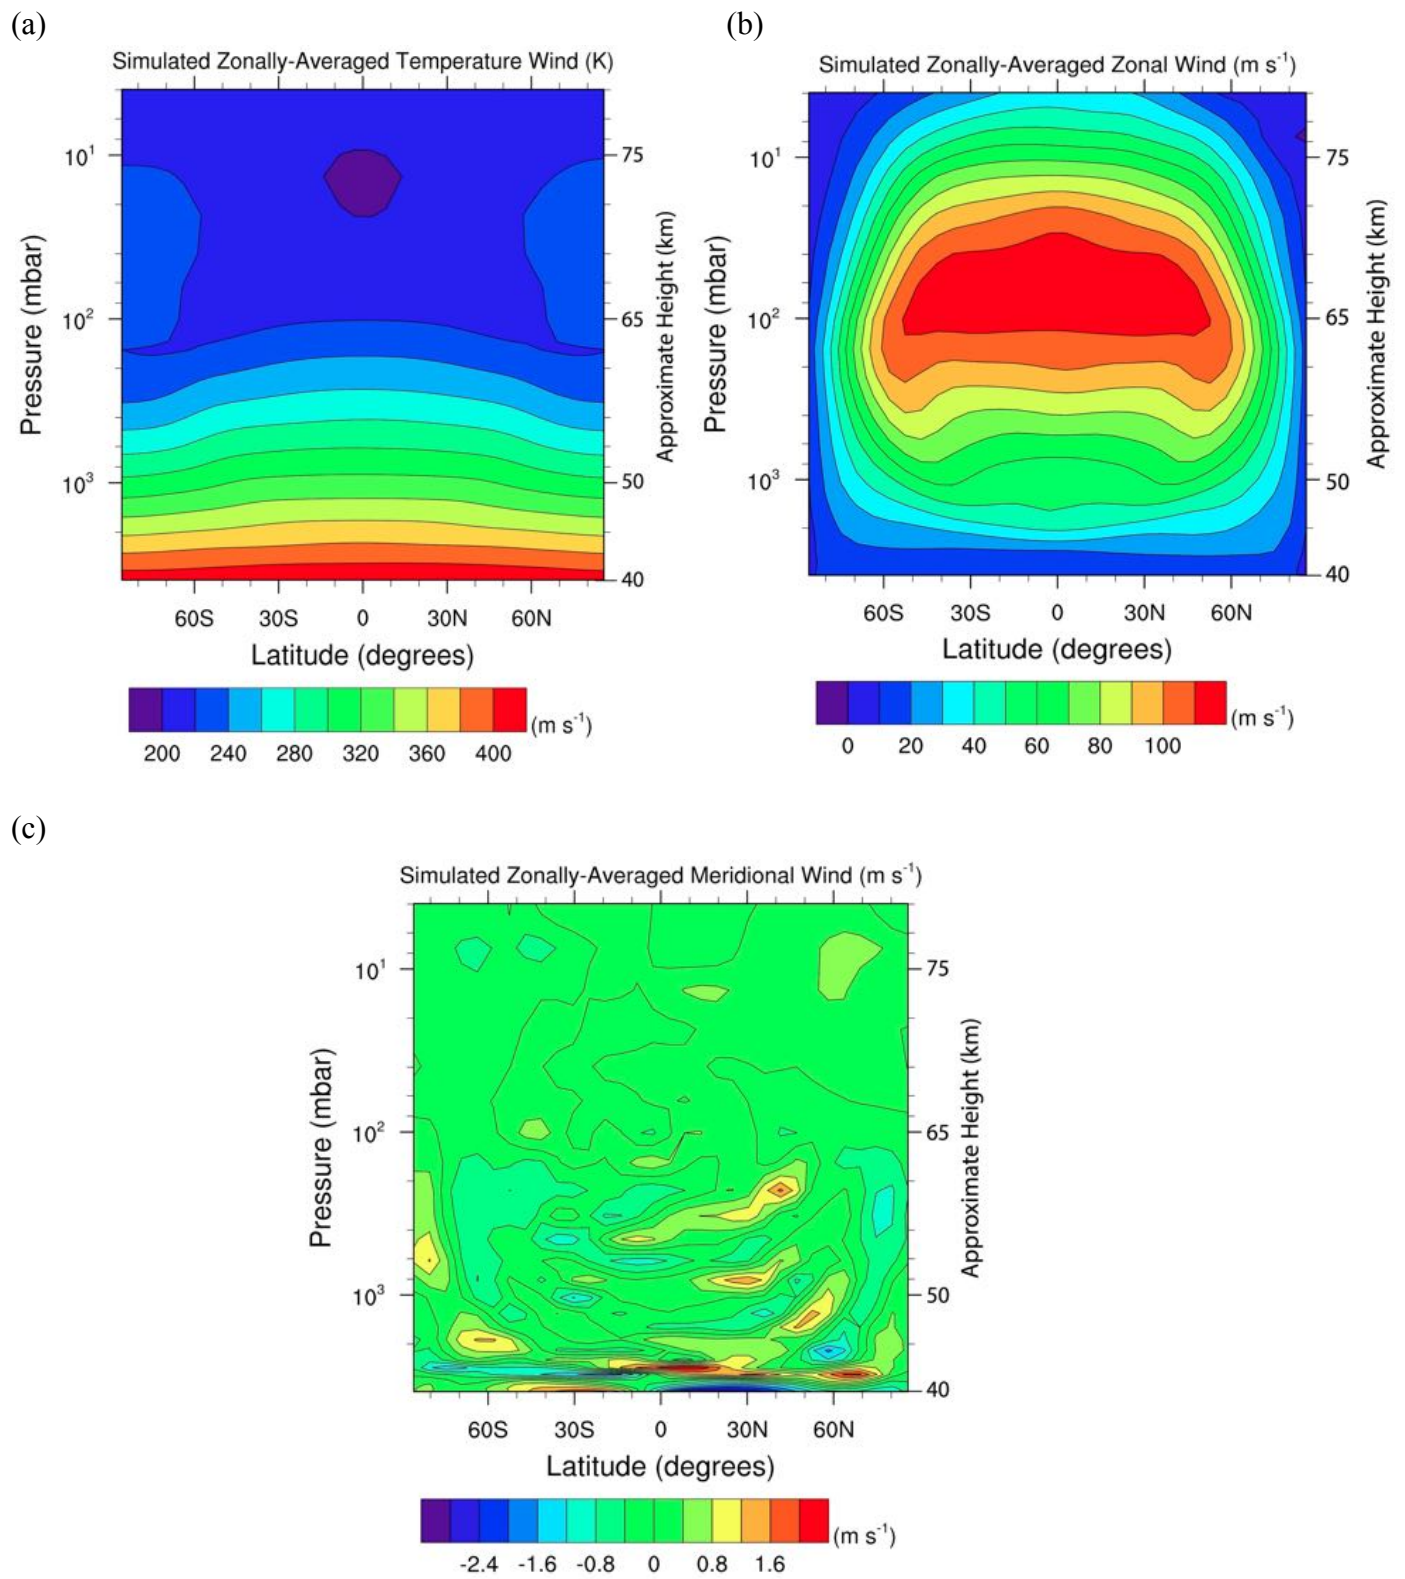 (a)
Simulated Zonally-Averaged Temperature Wind (K)
10¹
10²
10³
Pressure (mbar)
75
65
50
40
Approximate Height (km)
60S 30S 0 30N 60N
Latitude (degrees)
200 240 280 320 360 400
(m s⁻¹)
(b)
Simulated Zonally-Averaged Zonal Wind (m s⁻¹)
10¹
10²
10³
Pressure (mbar)
75
65
50
40
Approximate Height (km)
60S 30S 0 30N 60N
Latitude (degrees)
0 20 40 60 80 100
(m s⁻¹)
(c)
Simulated Zonally-Averaged Meridional Wind (m s⁻¹)
10¹
10²
10³
Pressure (mbar)
75
65
50
40
Approximate Height (km)
60S 30S 0 30N 60N
Latitude (degrees)
-2.4 -1.6 -0.8 0 0.8 1.6
(m s⁻¹)